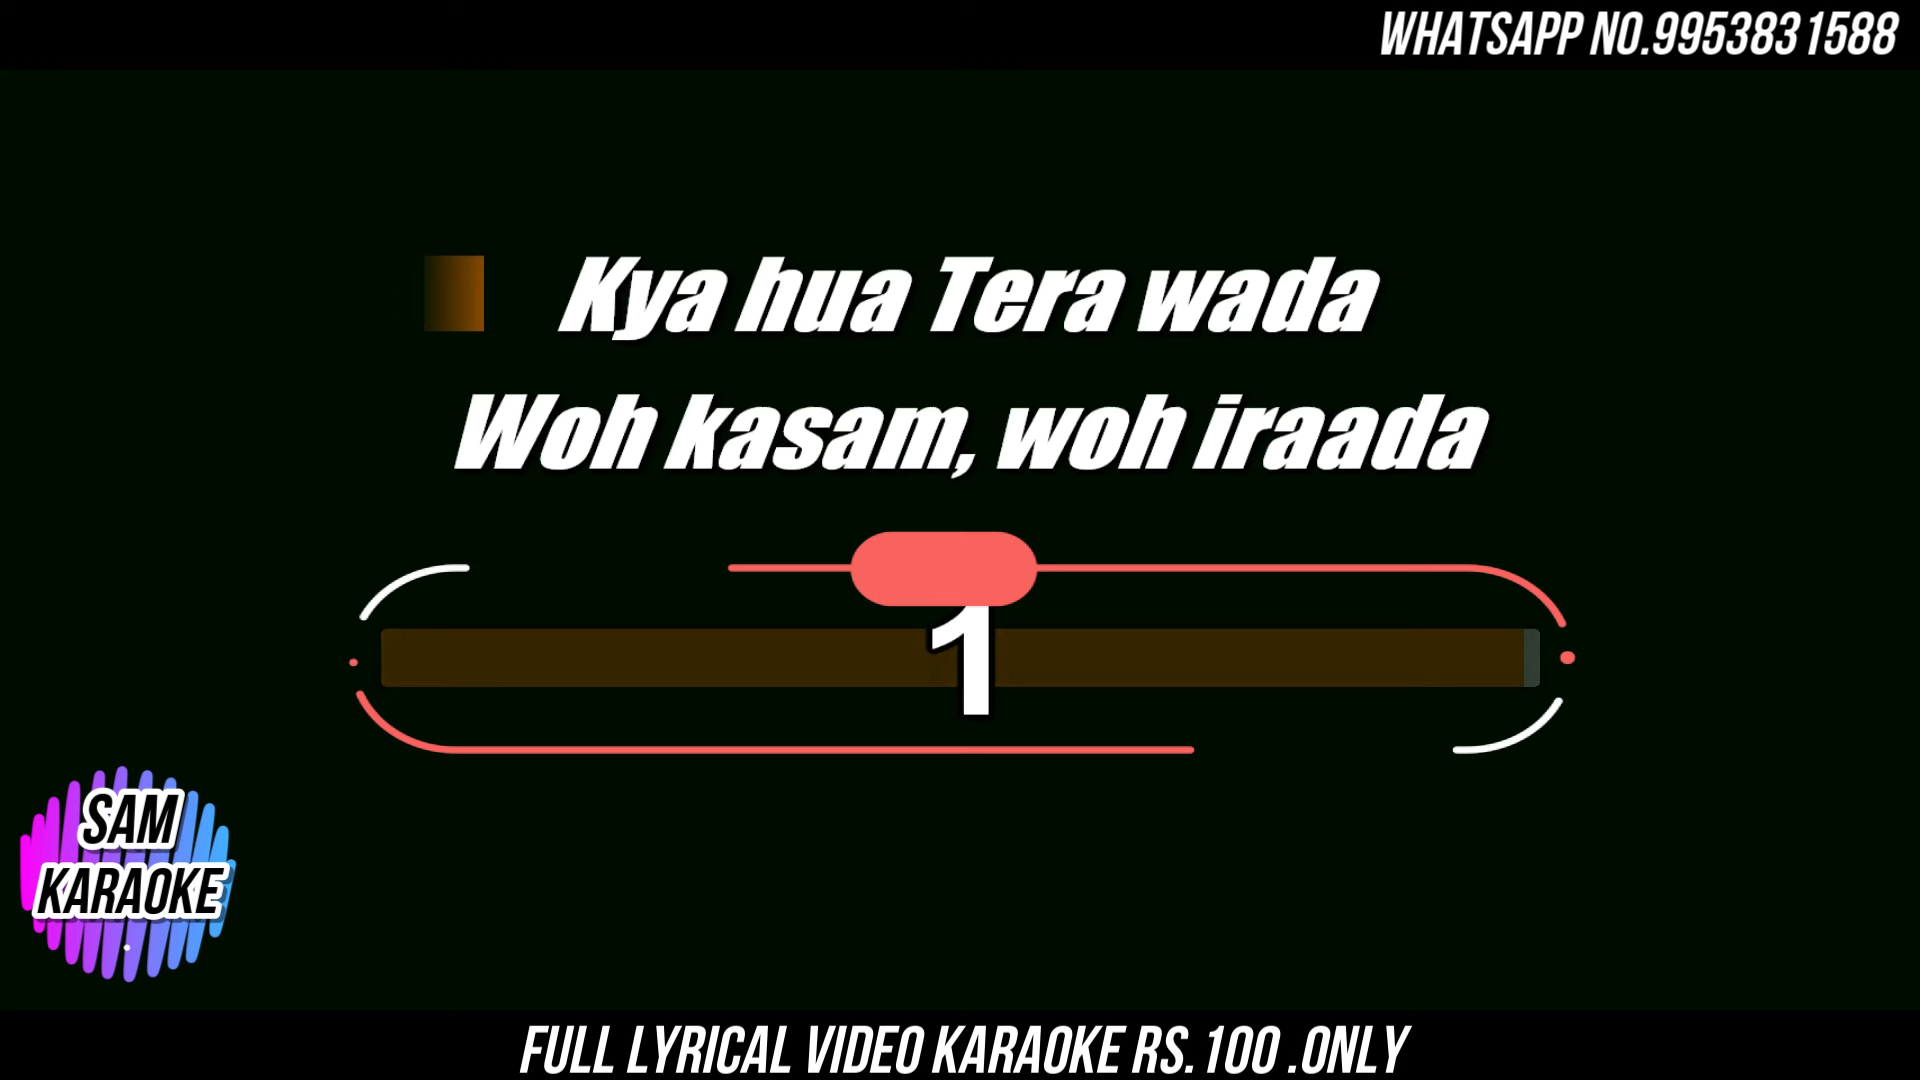 WHATSAPP NO.9953831588
Kya hua Tera wada
Woh kasam, woh iraada
1
SAM
KARAOKE
FULL LYRICAL VIDEO KARAOKE RS.100 .ONLY